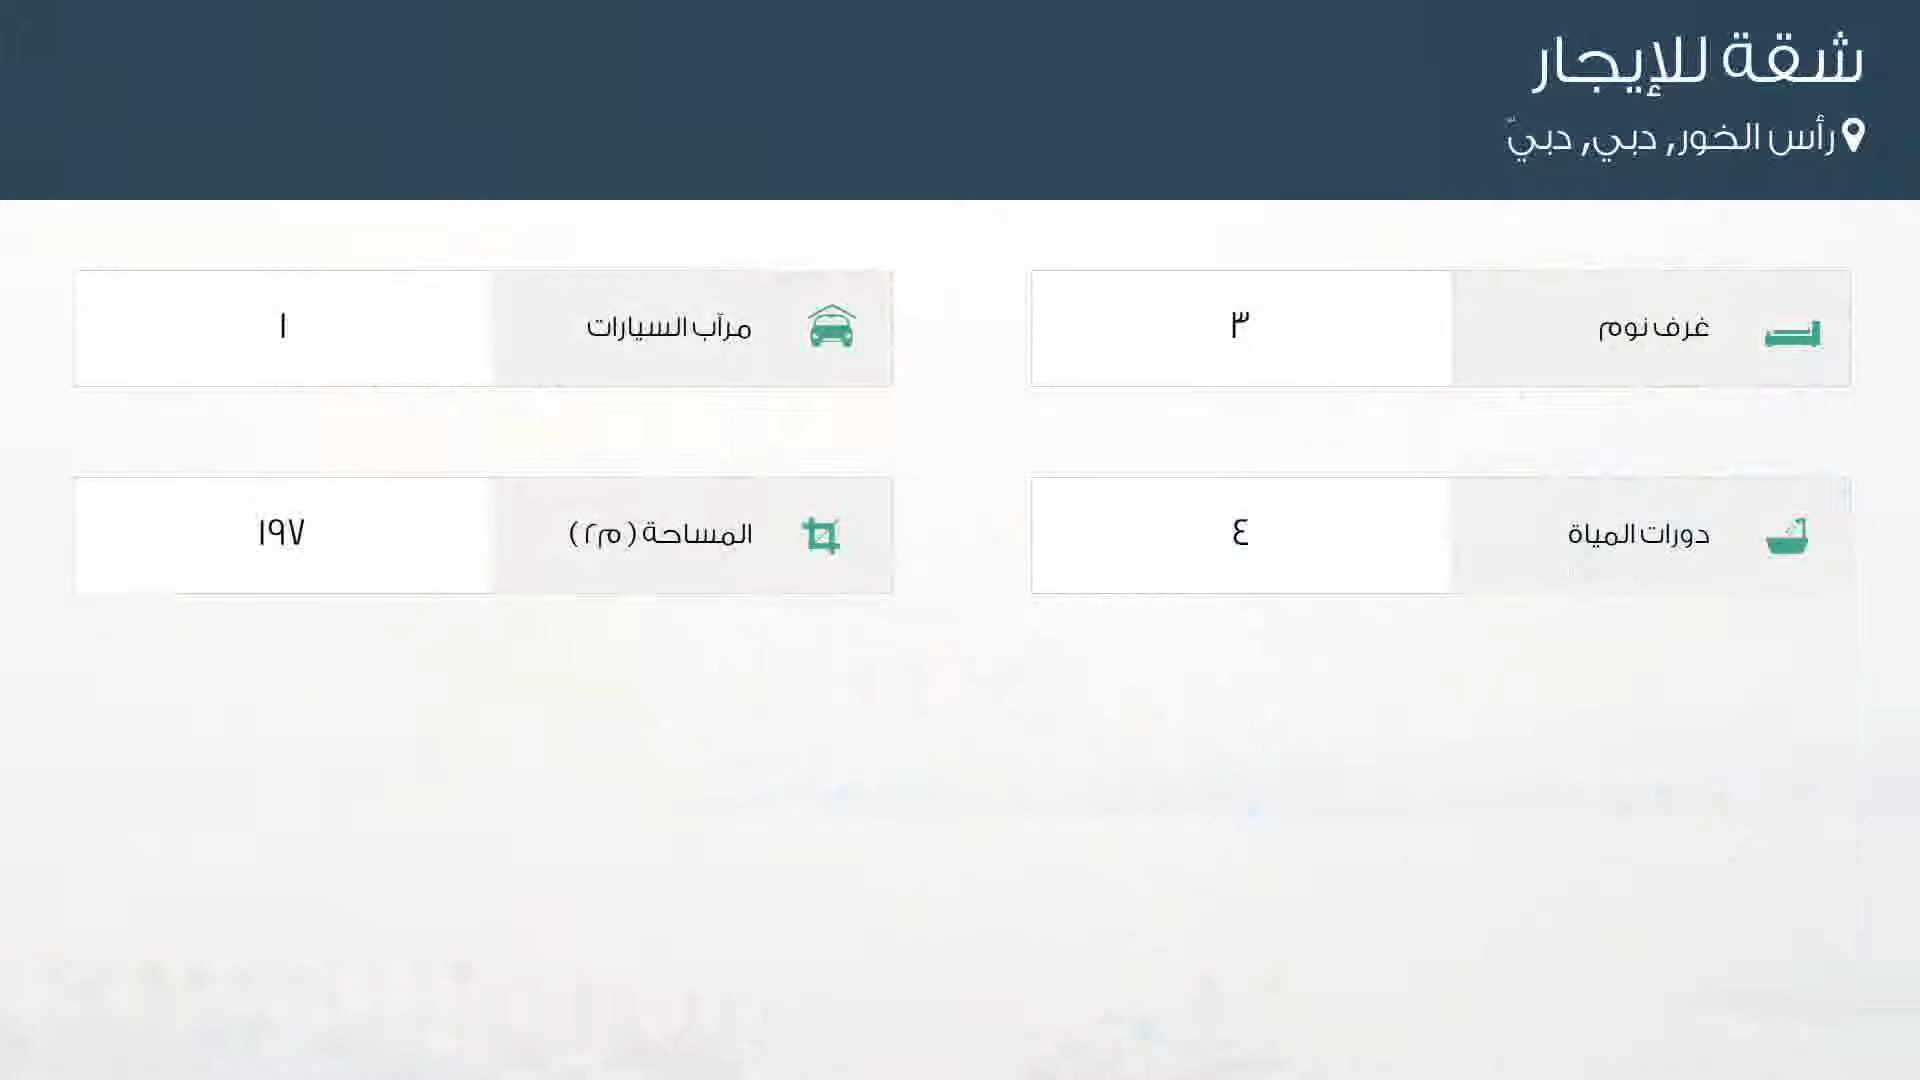 شقة للإيجار
رأس الخور, دبي, دبيّ
غرف نوم ٣
مرآب السيارات ١
دورات المياة ٤
المساحة (م٢) ١٩٧